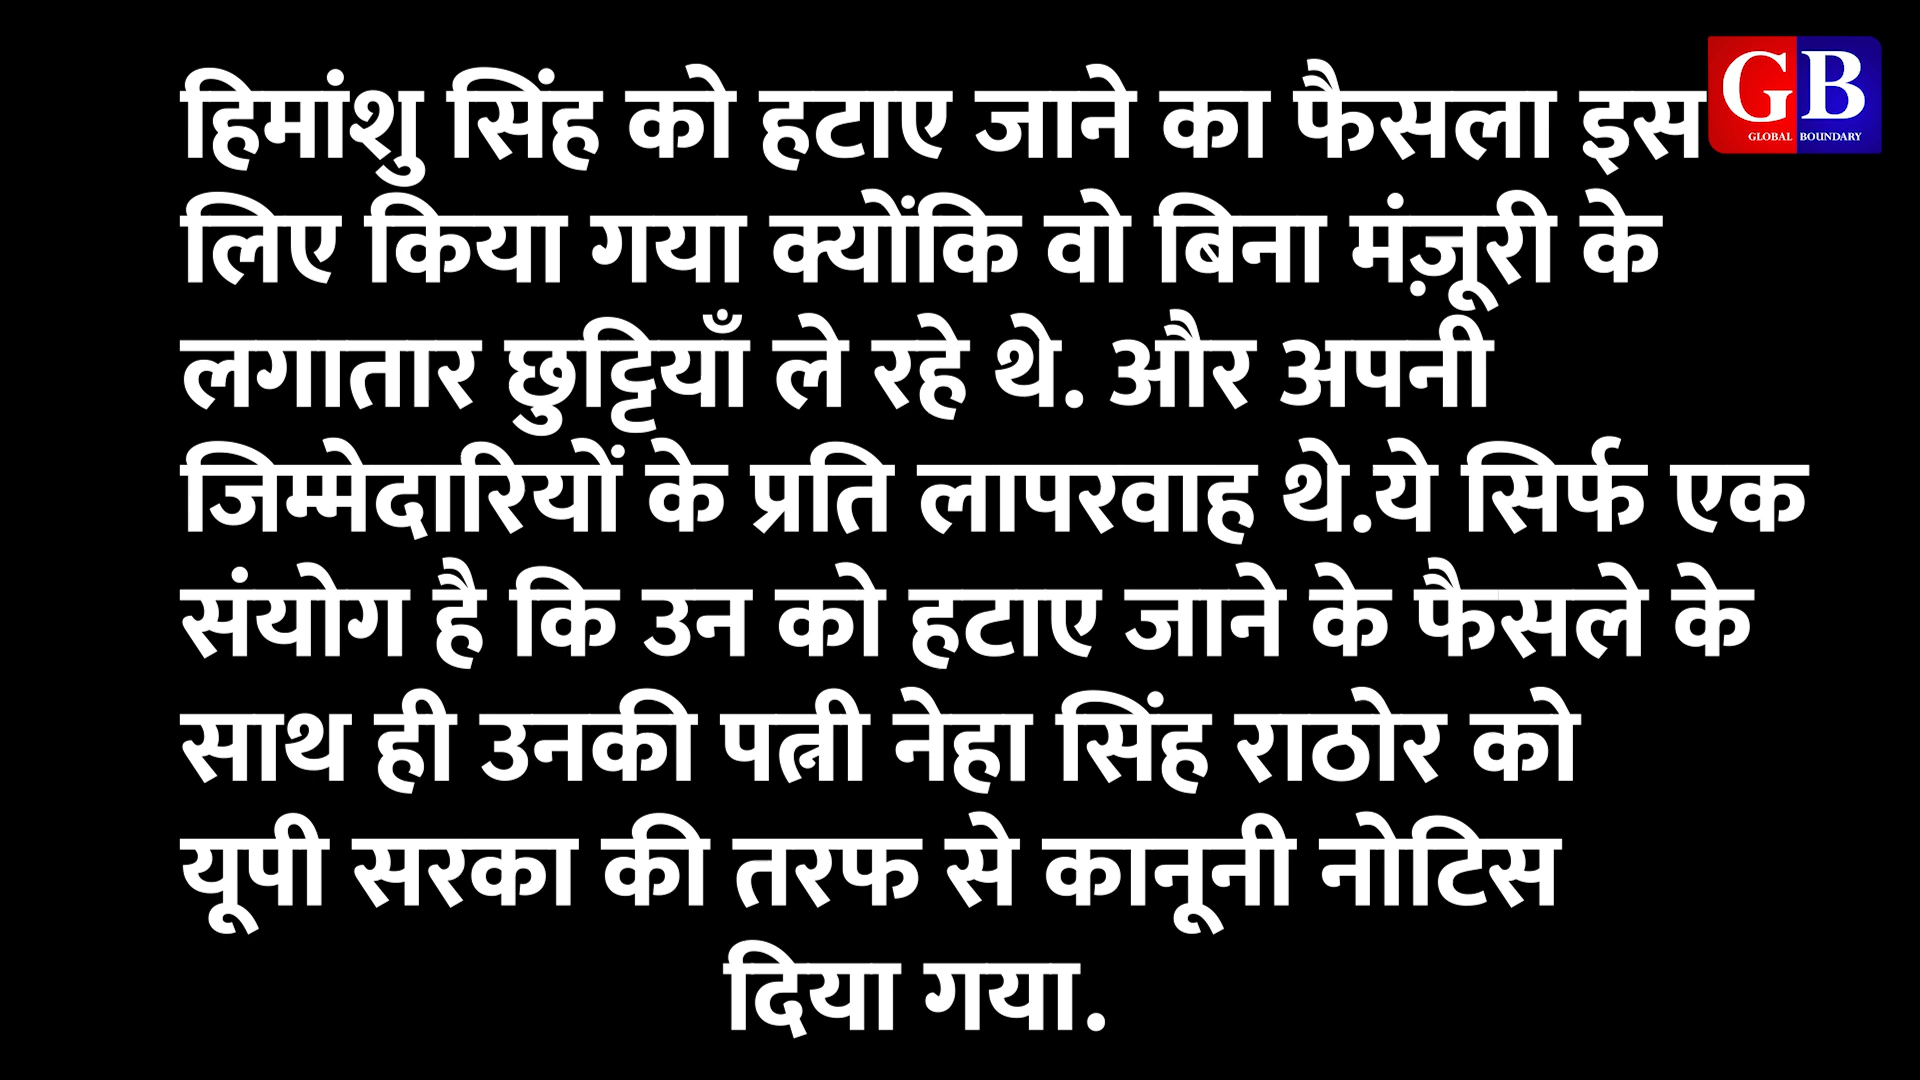 हिमांशु सिंह को हटाए जाने का फैसला इस
GB
GLOBAL BOUNDARY
लिए किया गया क्योंकि वो बिना मंज़ूरी के
लगातार छुट्टियाँ ले रहे थे. और अपनी
जिम्मेदारियों के प्रति लापरवाह थे.ये सिर्फ एक
संयोग है कि उन को हटाए जाने के फैसले के
साथ ही उनकी पत्नी नेहा सिंह राठोर को
यूपी सरका की तरफ से कानूनी नोटिस
दिया गया.